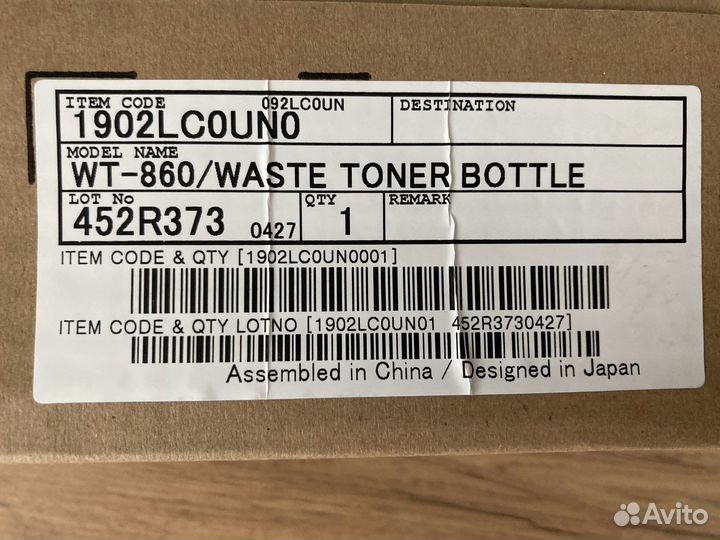 ITEM CODE 092LC0UN DESTINATION
1902LC0UN0
MODEL NAME
WT-860/WASTE TONER BOTTLE
LOT No QTY REMARK
452R373 0427 1
ITEM CODE & QTY [1902LC0UN0001]
ITEM CODE & QTY LOTNO [1902LC0UN01 452R3730427]
Assembled in China / Designed in Japan
Avito